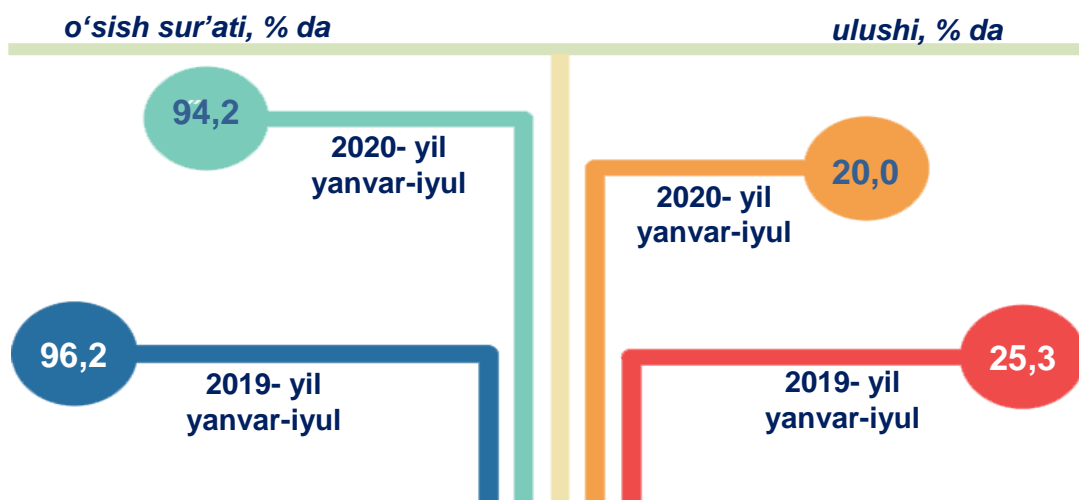 o‘sish sur’ati, % da
ulushi, % da
94,2
2020- yil
yanvar-iyul
20,0
2020- yil
yanvar-iyul
96,2
2019- yil
yanvar-iyul
25,3
2019- yil
yanvar-iyul